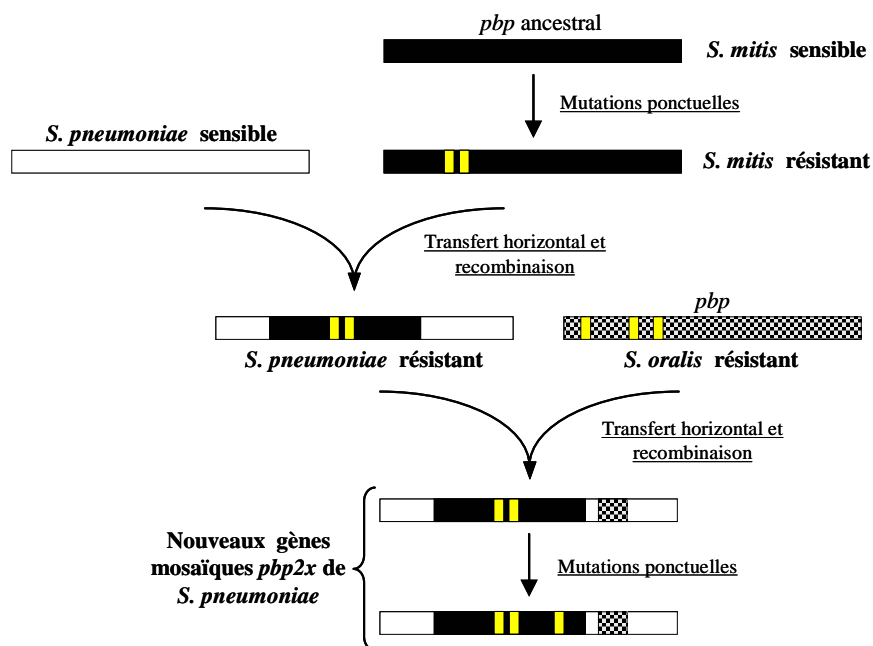 pbp ancestral
S. mitis sensible
Mutations ponctuelles
S. pneumoniae sensible
S. mitis résistant
Transfert horizontal et
recombinaison
pbp
S. pneumoniae résistant
S. oralis résistant
Transfert horizontal et
recombinaison
Nouveaux gènes
mosaïques pbp2x de
S. pneumoniae
Mutations ponctuelles